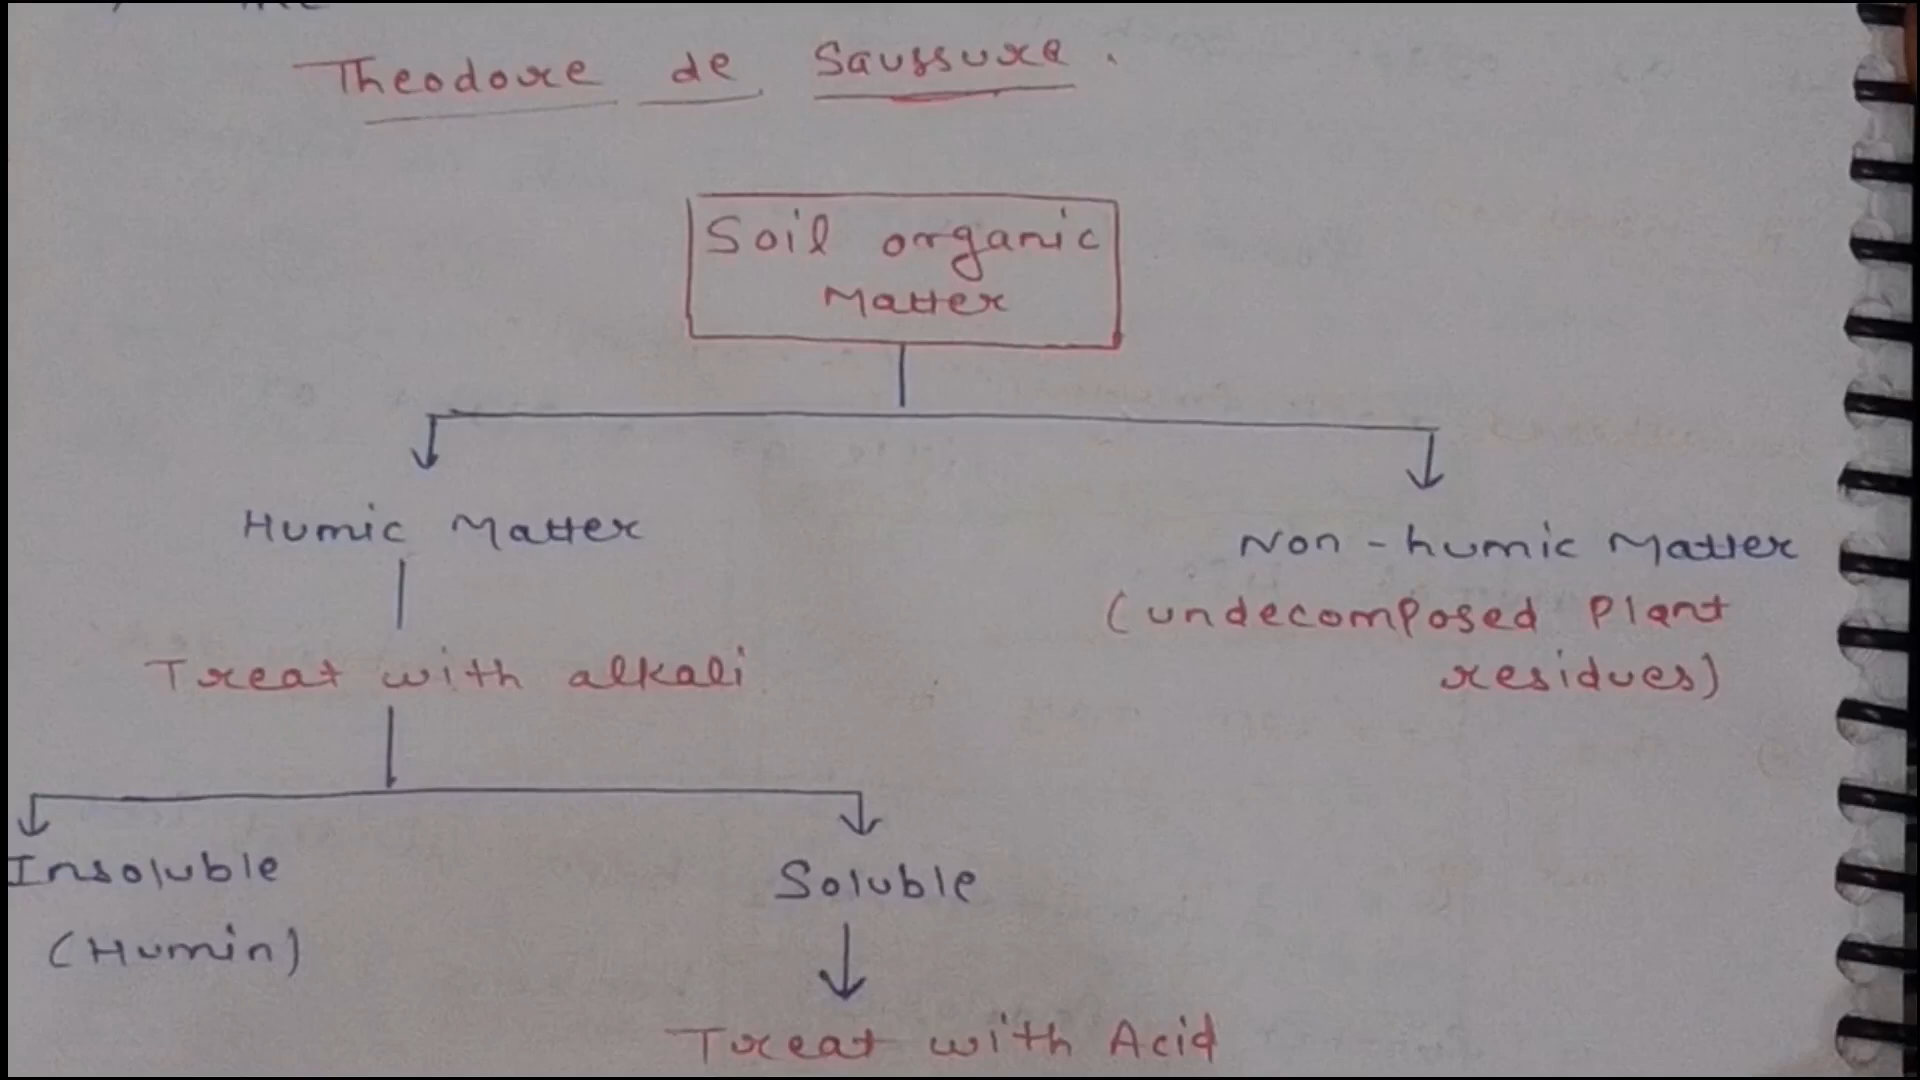 Theodore de Saussure.
Soil organic
Matter
Humic Matter
Non-humic Matter
(undecomposed Plant
residues)
Treat with alkali
Insoluble
(Humin)
Soluble
Treat with Acid